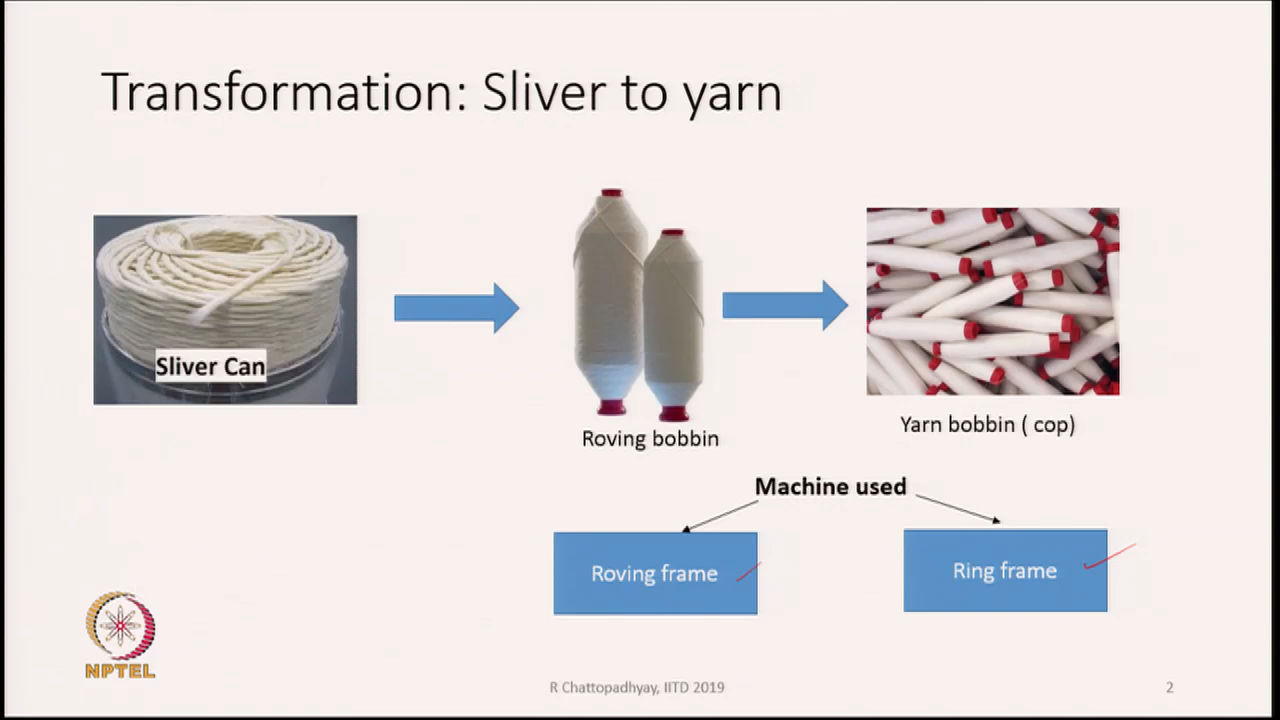 Transformation: Sliver to yarn
Sliver Can
Roving bobbin
Yarn bobbin ( cop)
Machine used
Roving frame
Ring frame
NPTEL
R Chattopadhyay, IITD 2019
2